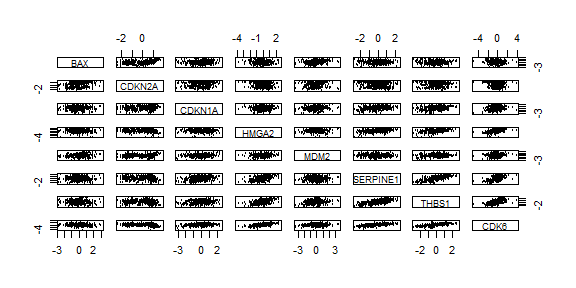 -2 0 -4 -1 2 -2 0 2 -4 0 4
BAX -3
-2 CDKN2A
CDKN1A -3
-4 HMGA2
MDM2 -3
-2 SERPINE1
THBS1 -2
-4 CDK6
-3 0 2 -3 0 2 -3 0 3 -2 0 2